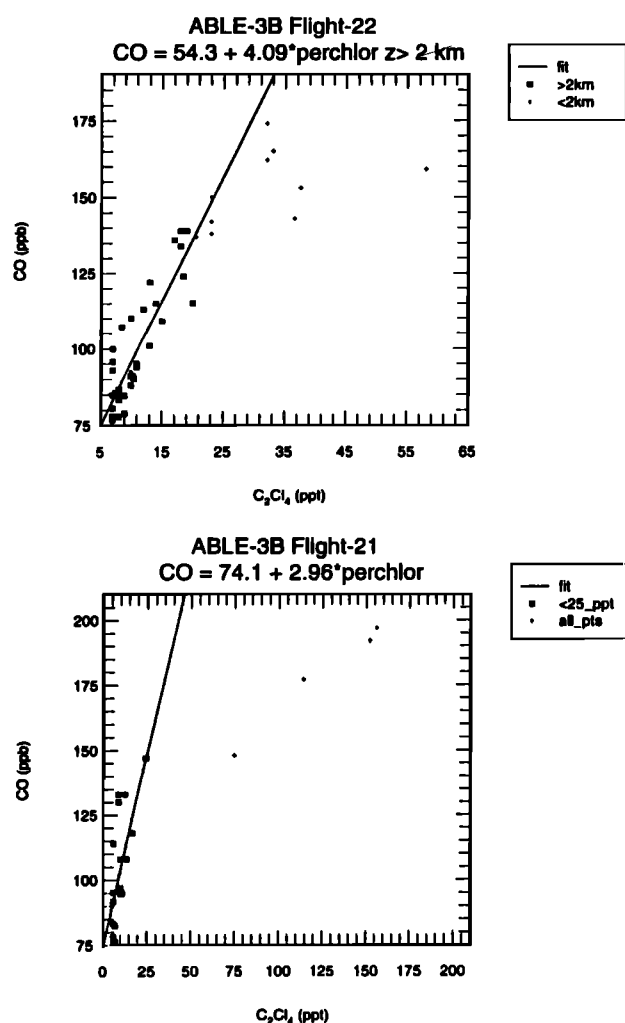 ABLE-3B Flight-22
CO = 54.3 + 4.09*perchlor z> 2 km
fit
>2km
<2km
175
150
125
100
75
CO (ppb)
5 15 25 35 45 55 65
C₂Cl₄ (ppt)
ABLE-3B Flight-21
CO = 74.1 + 2.96*perchlor
fit
<25_ppt
all_pts
200
175
150
125
100
75
CO (ppb)
0 25 50 75 100 125 150 175 200
C₂Cl₄ (ppt)